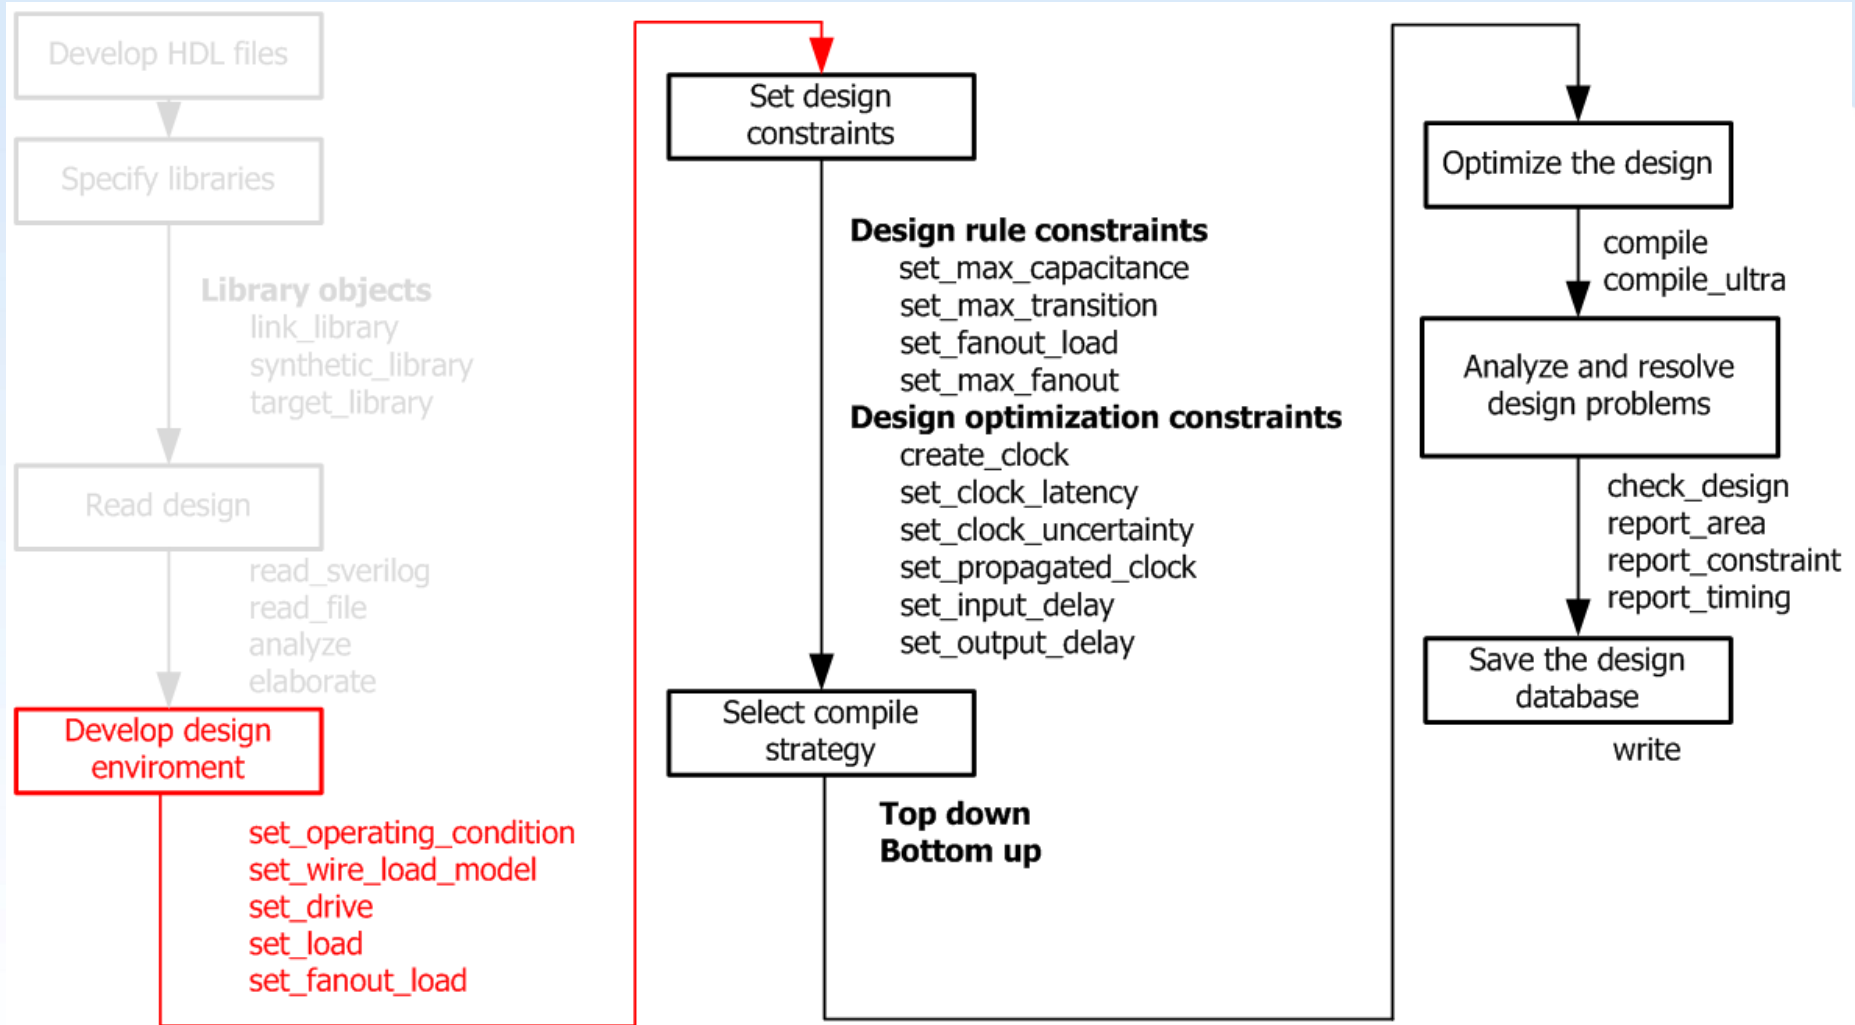 Develop HDL files
Specify libraries
Library objects
link_library
synthetic_library
target_library
Read design
read_sverilog
read_file
analyze
elaborate
Develop design
enviroment
set_operating_condition
set_wire_load_model
set_drive
set_load
set_fanout_load
Set design
constraints
Design rule constraints
set_max_capacitance
set_max_transition
set_fanout_load
set_max_fanout
Design optimization constraints
create_clock
set_clock_latency
set_clock_uncertainty
set_propagated_clock
set_input_delay
set_output_delay
Select compile
strategy
Top down
Bottom up
Optimize the design
compile
compile_ultra
Analyze and resolve
design problems
check_design
report_area
report_constraint
report_timing
Save the design
database
write